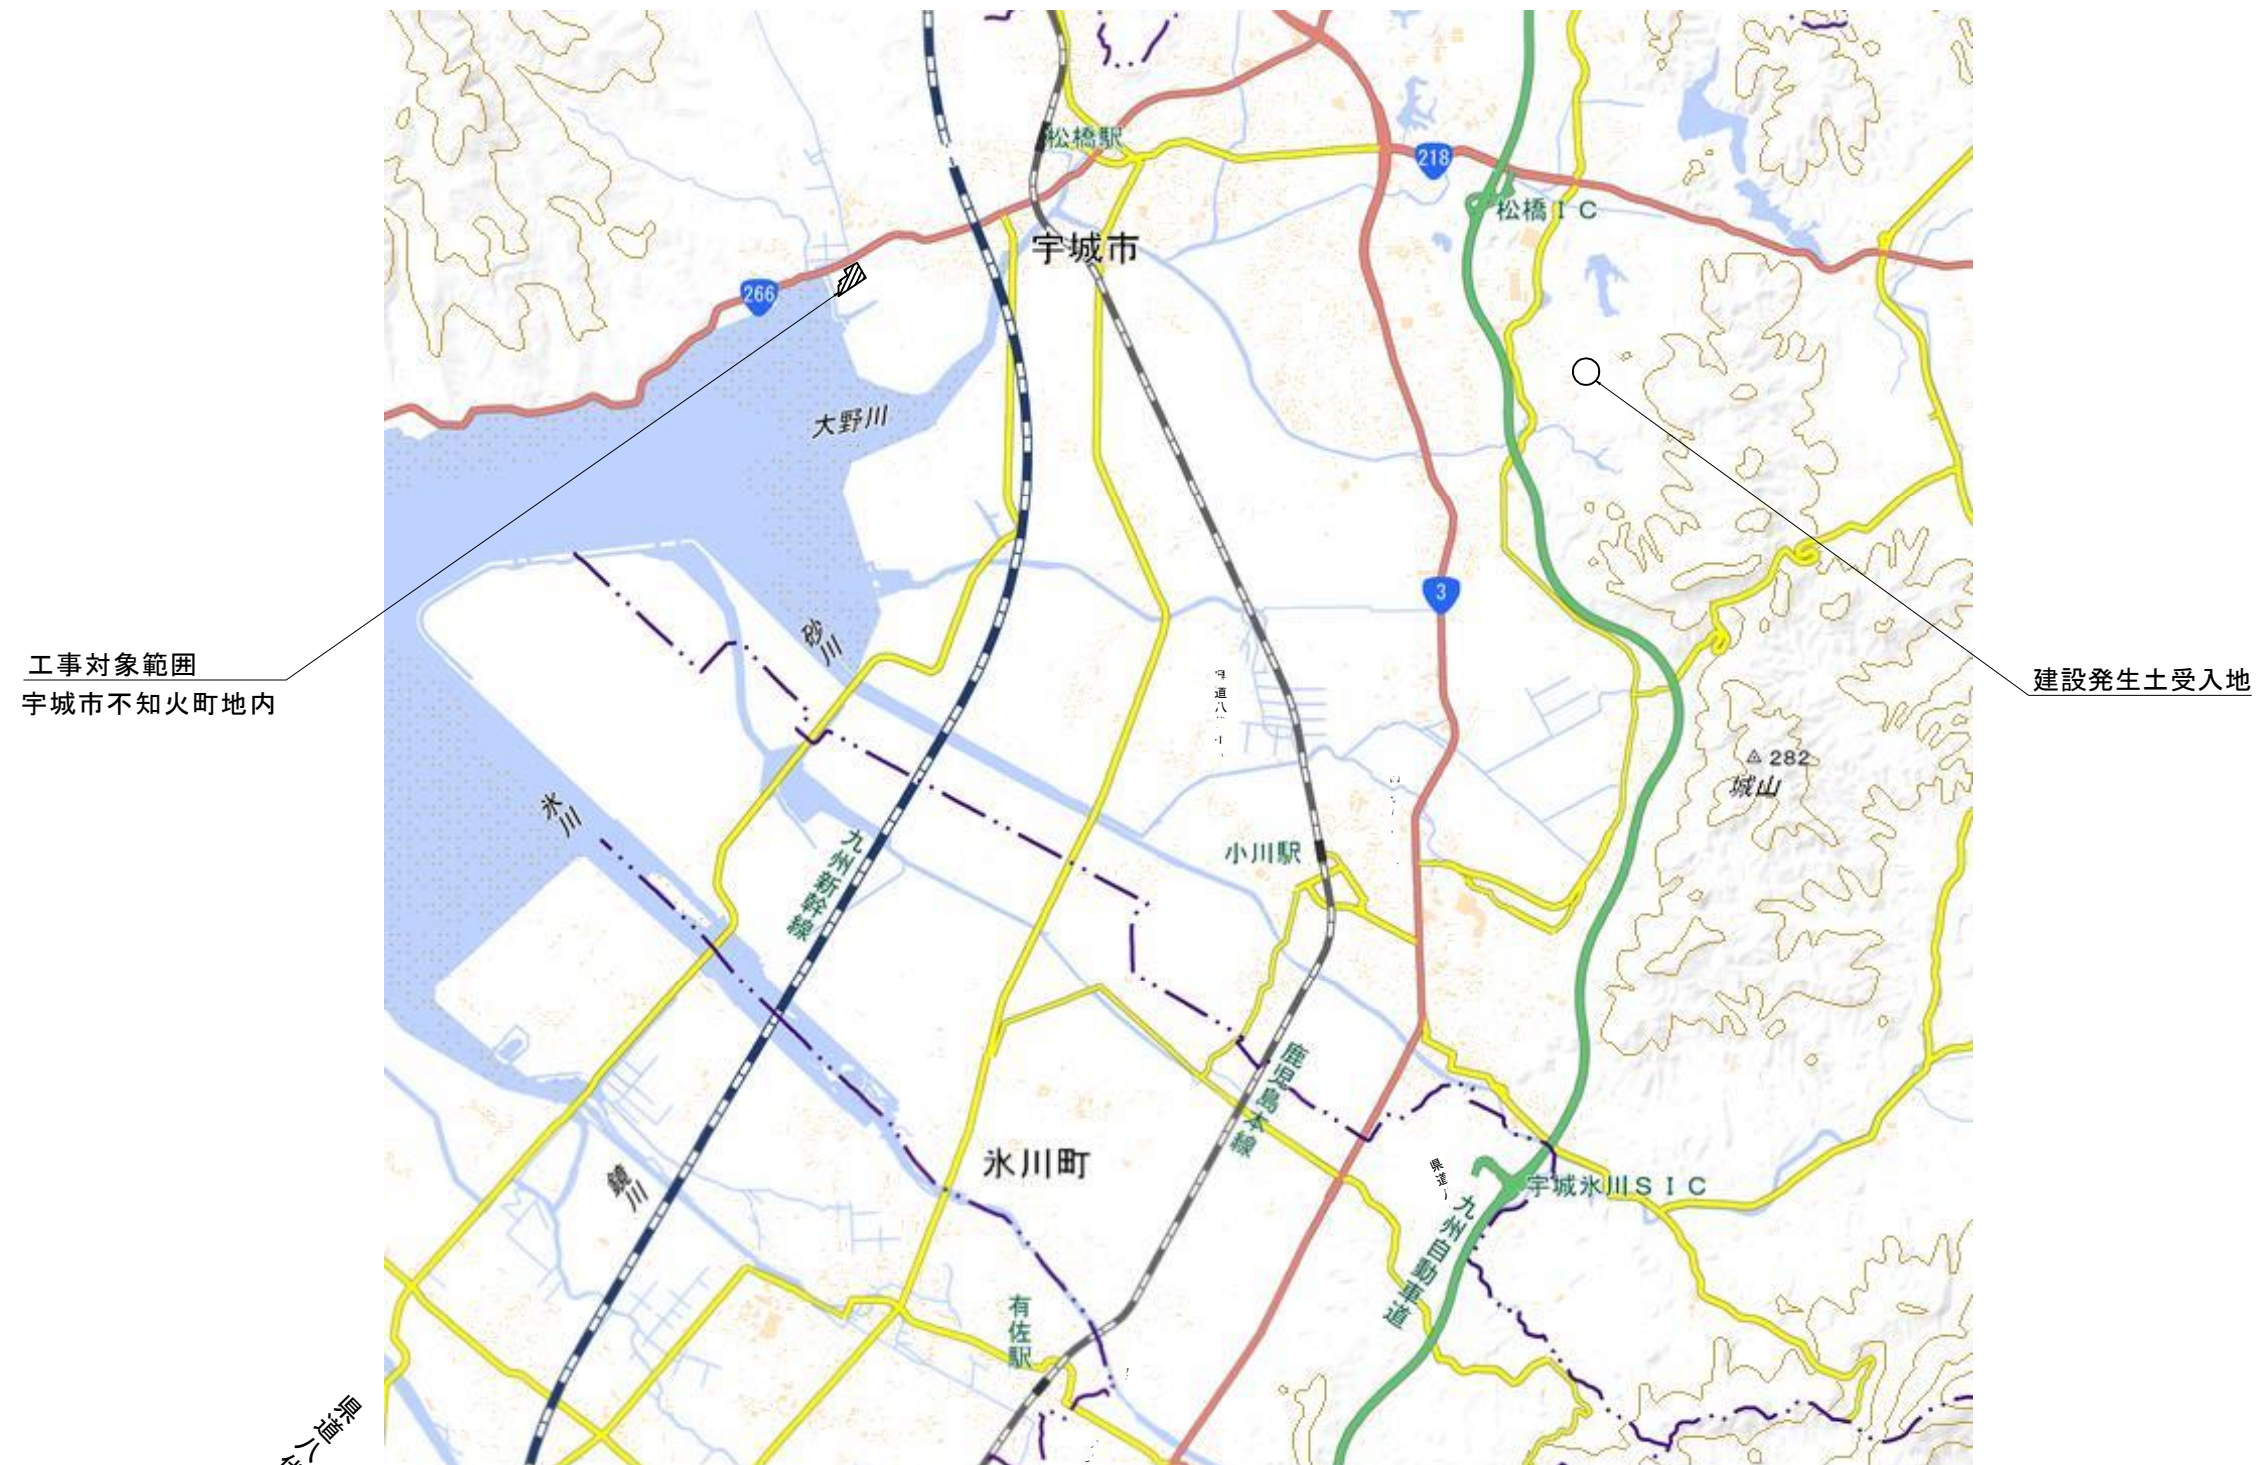 松橋駅
218
松橋IC
宇城市
266
大野川
3
砂川
工事対象範囲
宇城市不知火町地内
建設発生土受入地
282
城山
氷川
小川駅
九州新幹線
鹿児島本線
氷川町
鏡川
県道
宇城氷川SIC
九州自動車道
有佐駅
県道八